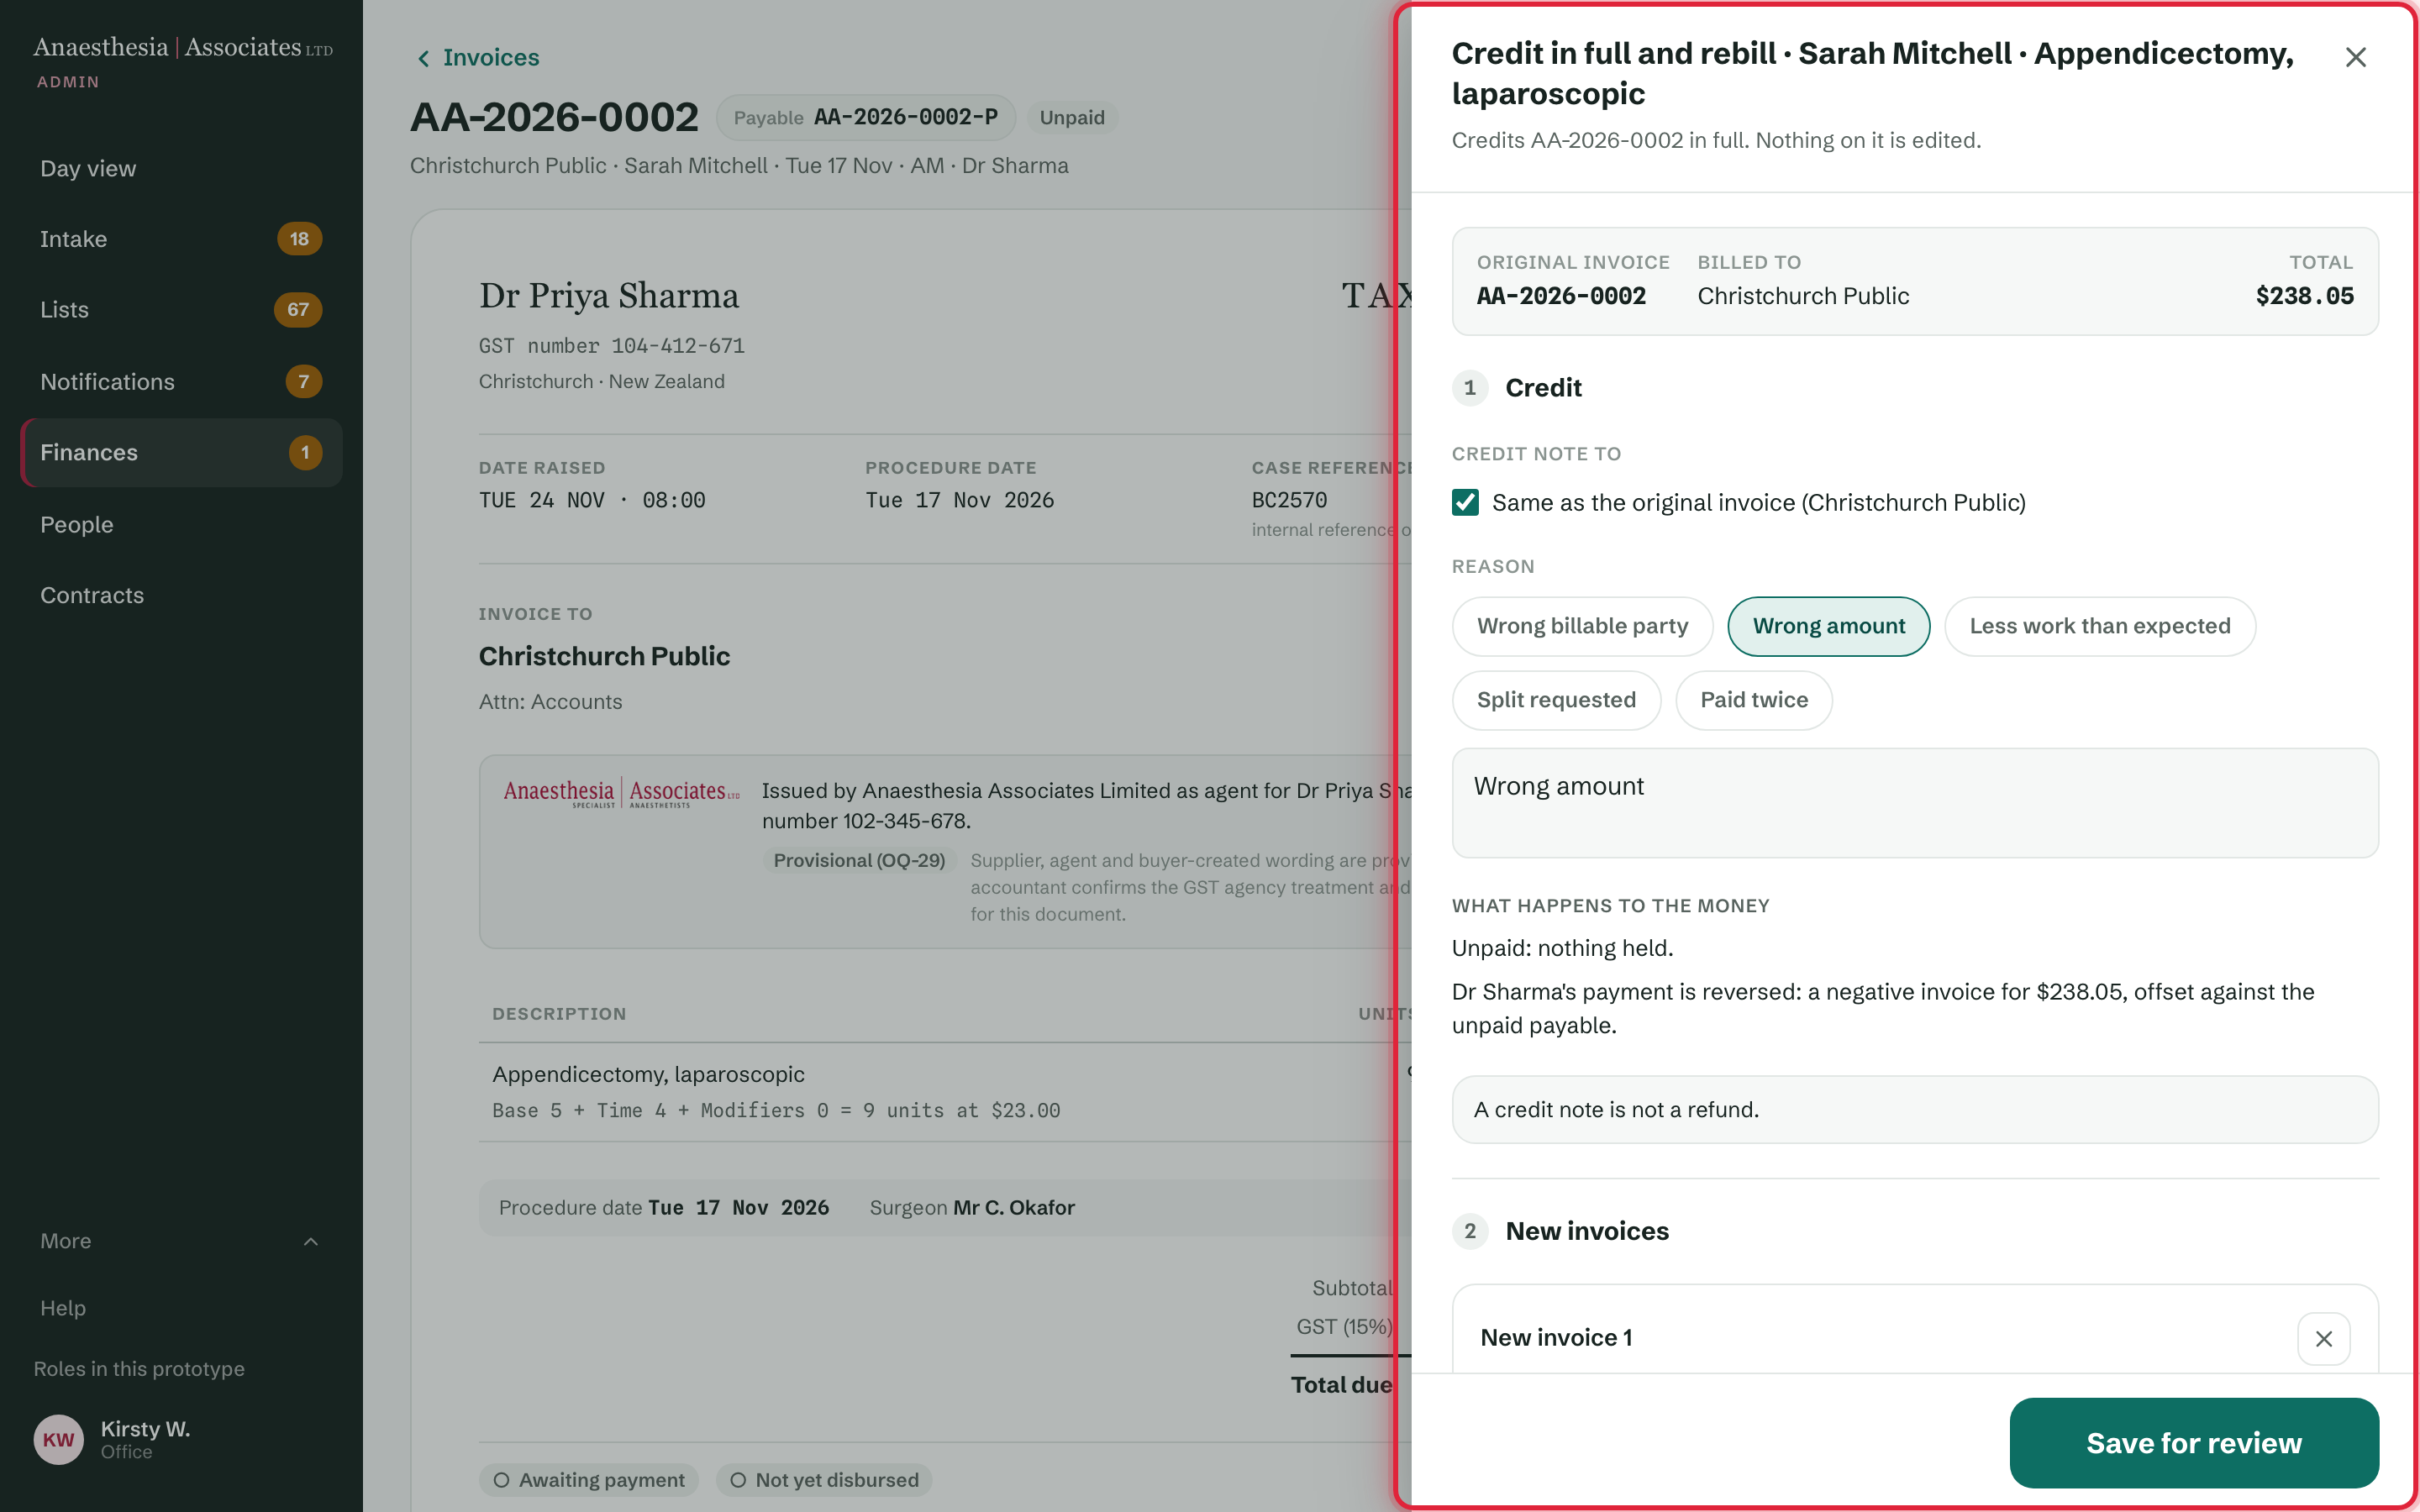 Anaesthesia | Associates LTD
ADMIN
Day view
Intake 18
Lists 67
Notifications 7
Finances 1
People
Contracts
More
Help
Roles in this prototype
KW
Kirsty W.
Office
Invoices
AA-2026-0002
Payable AA-2026-0002-P
Unpaid
Christchurch Public · Sarah Mitchell · Tue 17 Nov · AM · Dr Sharma
Dr Priya Sharma
TAX
GST number 104-412-671
Christchurch · New Zealand
DATE RAISED
TUE 24 NOV · 08:00
PROCEDURE DATE
Tue 17 Nov 2026
CASE REFERENCE
BC2570
internal reference
INVOICE TO
Christchurch Public
Attn: Accounts
Anaesthesia | Associates LTD
SPECIALIST ANAESTHETISTS
Issued by Anaesthesia Associates Limited as agent for Dr Priya Sha
number 102-345-678.
Provisional (OQ-29)
Supplier, agent and buyer-created wording are prov
accountant confirms the GST agency treatment and
for this document.
DESCRIPTION
UNITS
Appendicectomy, laparoscopic
Base 5 + Time 4 + Modifiers 0 = 9 units at $23.00
Procedure date Tue 17 Nov 2026
Surgeon Mr C. Okafor
Subtotal
GST (15%)
Total due
Awaiting payment
Not yet disbursed
Credit in full and rebill · Sarah Mitchell · Appendicectomy,
laparoscopic
Credits AA-2026-0002 in full. Nothing on it is edited.
ORIGINAL INVOICE
AA-2026-0002
BILLED TO
Christchurch Public
TOTAL
$238.05
1 Credit
CREDIT NOTE TO
Same as the original invoice (Christchurch Public)
REASON
Wrong billable party
Wrong amount
Less work than expected
Split requested
Paid twice
Wrong amount
WHAT HAPPENS TO THE MONEY
Unpaid: nothing held.
Dr Sharma's payment is reversed: a negative invoice for $238.05, offset against the
unpaid payable.
A credit note is not a refund.
2 New invoices
New invoice 1
Save for review